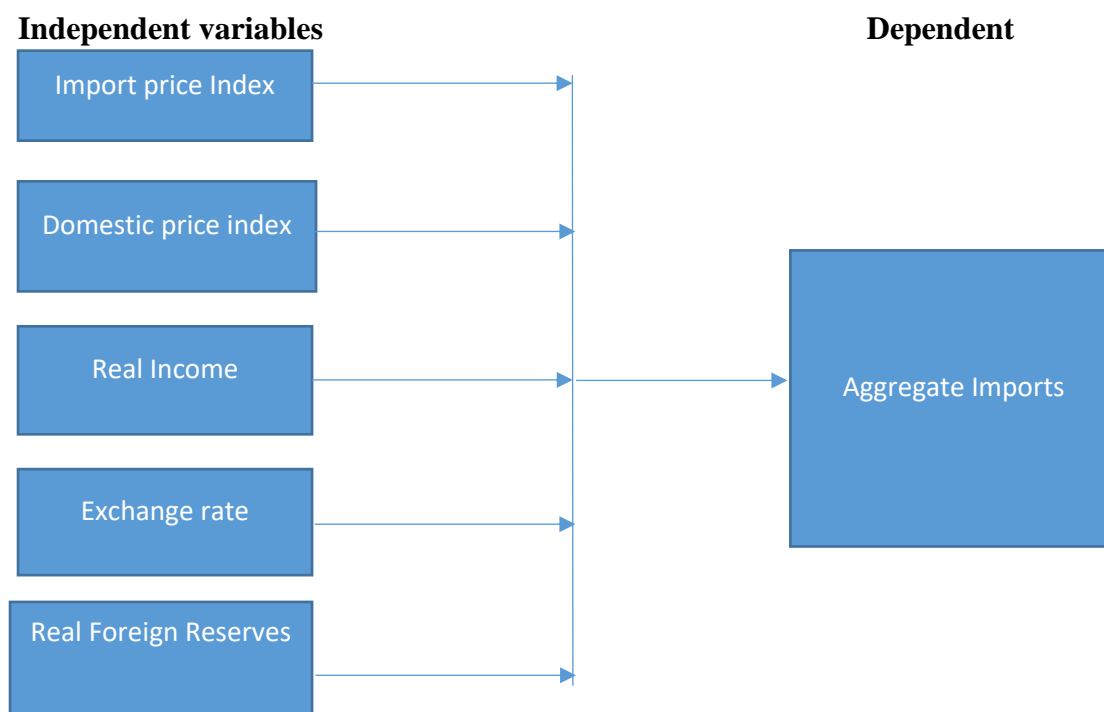 Independent variables
Dependent
Import price Index
Domestic price index
Real Income
Aggregate Imports
Exchange rate
Real Foreign Reserves